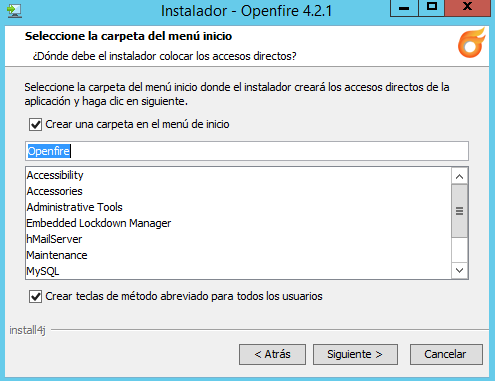 Instalador - Openfire 4.2.1
Seleccione la carpeta del menú inicio
¿Dónde debe el instalador colocar los accesos directos?
Seleccione la carpeta del menú inicio donde el instalador creará los accesos directos de la
aplicación y haga clic en siguiente.
Crear una carpeta en el menú de inicio
Openfire
Accessibility
Accessories
Administrative Tools
Embedded Lockdown Manager
hMailServer
Maintenance
MySQL
Crear teclas de método abreviado para todos los usuarios
install4j
< Atrás
Siguiente >
Cancelar